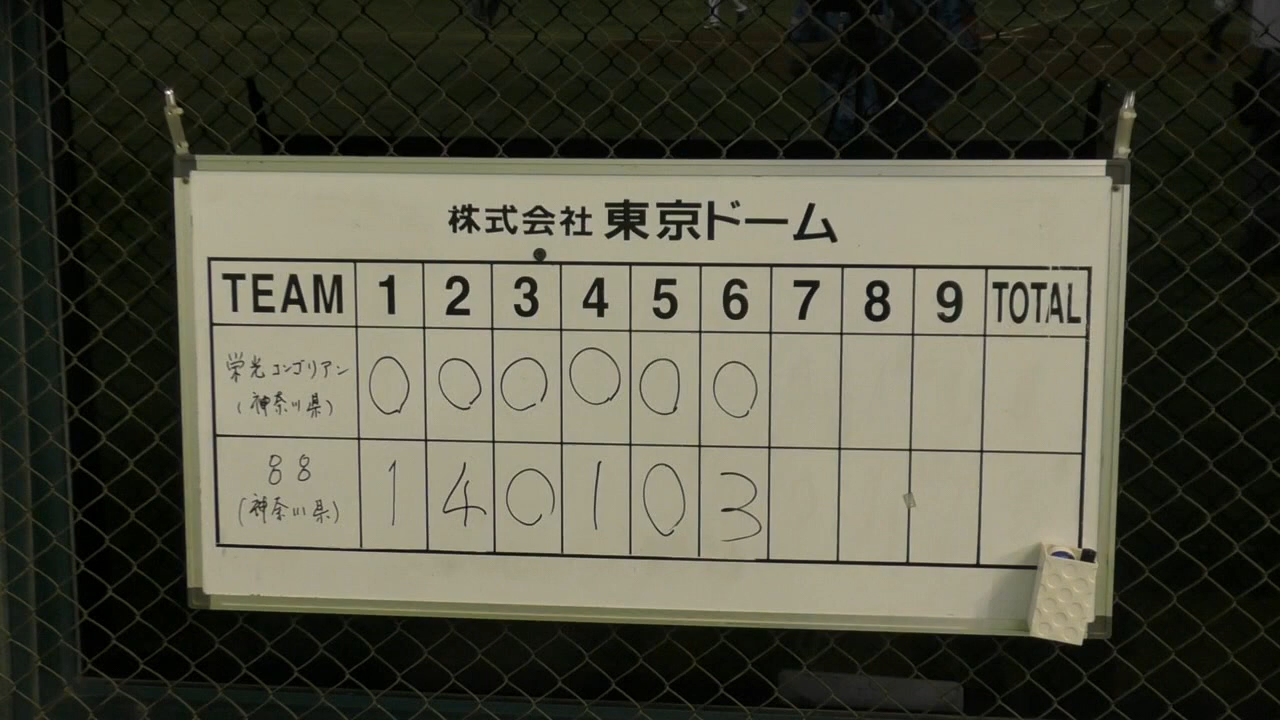 株式会社 東京ドーム
TEAM 1 2 3 4 5 6 7 8 9 TOTAL
栄光コンゴリアン 0 0 0 0 0 0
(神奈川県)
88 1 4 0 1 0 3
(神奈川県)